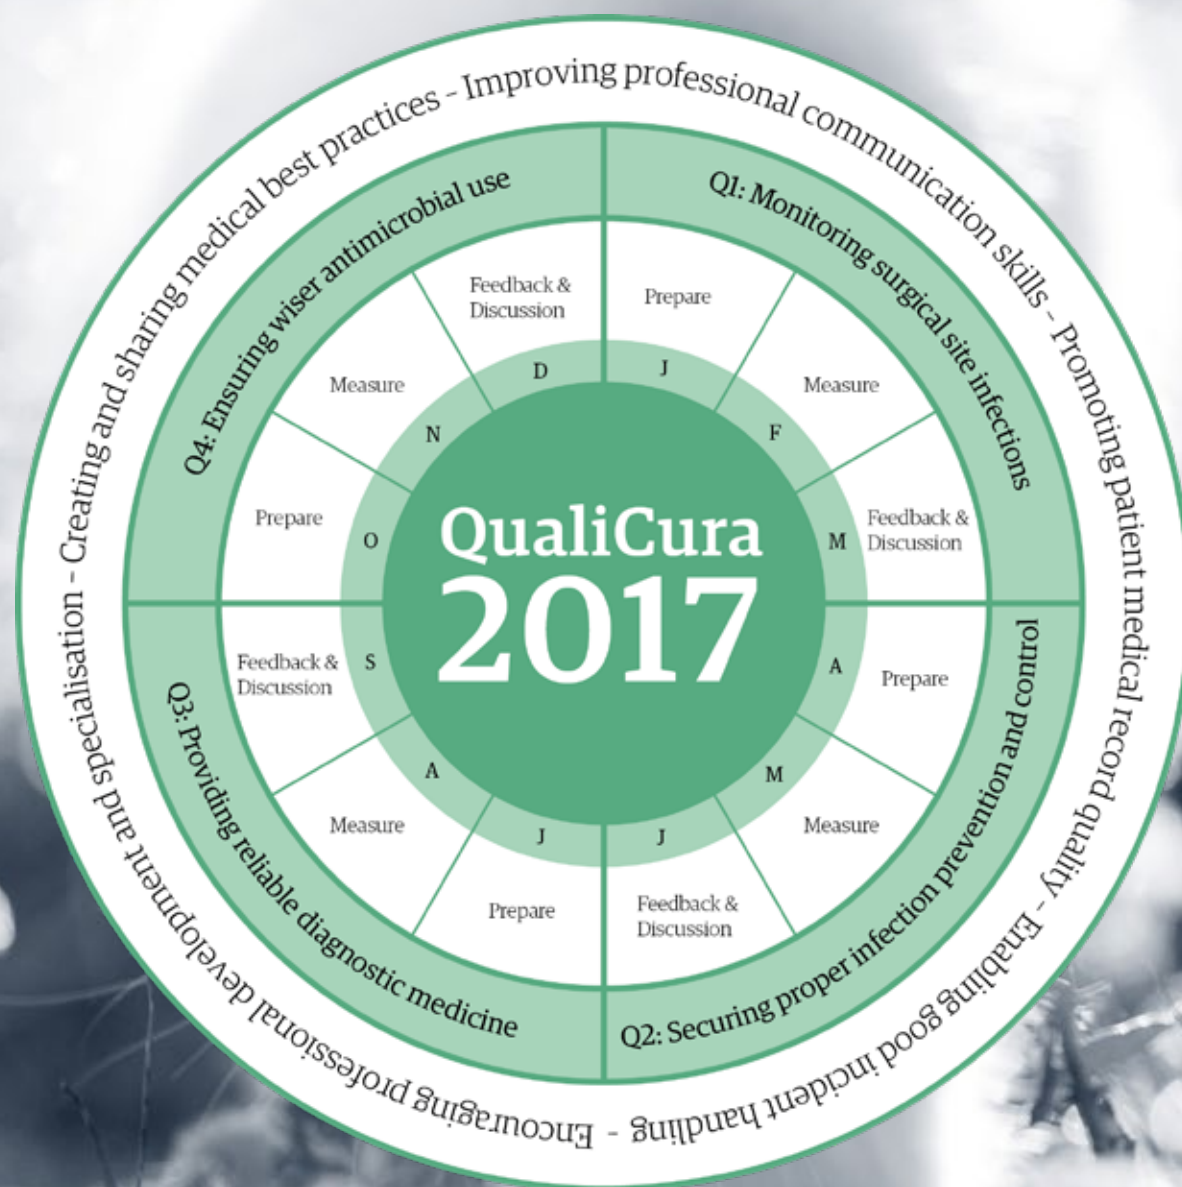 Improving professional communication skills - Promoting patient medical record quality - Enabling good incident handling - Encouraging professional development and specialisation - Creating and sharing medical best practices -
Q1: Monitoring surgical site infections
Prepare
J
Measure
F
Feedback &
Discussion
M
Q2: Securing proper infection prevention and control
Prepare
A
Measure
M
Feedback &
Discussion
J
Q3: Providing reliable diagnostic medicine
Prepare
J
Measure
A
Feedback &
Discussion
S
Q4: Ensuring wiser antimicrobial use
Prepare
O
Measure
N
Feedback &
Discussion
D
QualiCura
2017